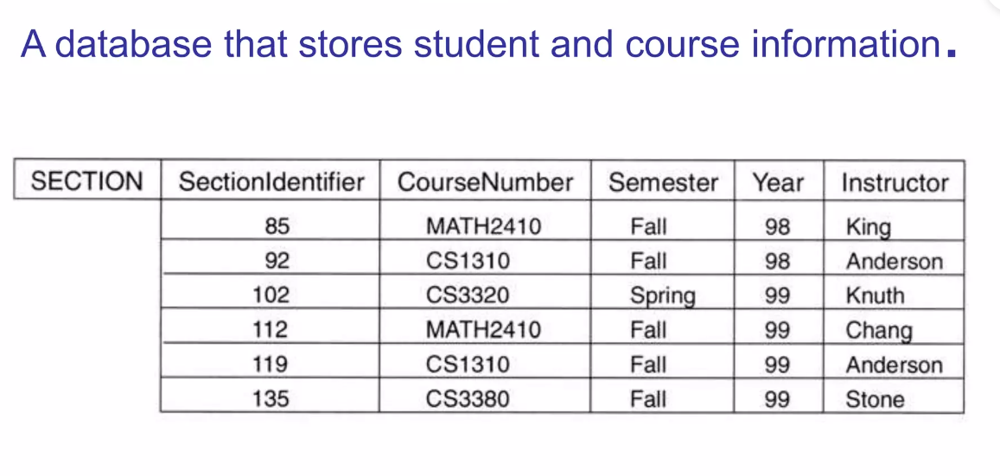 A database that stores student and course information.
SECTION SectionIdentifier CourseNumber Semester Year Instructor
85 MATH2410 Fall 98 King
92 CS1310 Fall 98 Anderson
102 CS3320 Spring 99 Knuth
112 MATH2410 Fall 99 Chang
119 CS1310 Fall 99 Anderson
135 CS3380 Fall 99 Stone